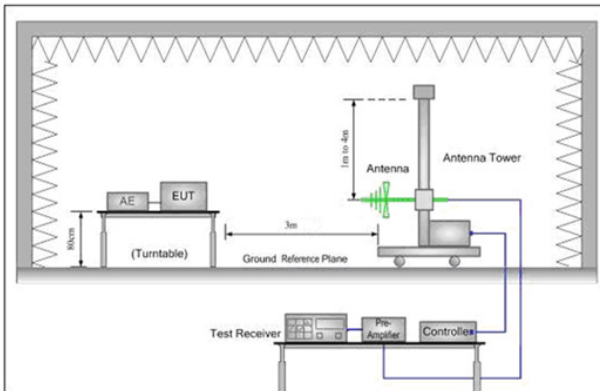 1m to 4m
Antenna
Antenna Tower
AE
EUT
80cm
(Turntable)
3m
Ground Reference Plane
Test Receiver
Pre-
Amplifier
Controller